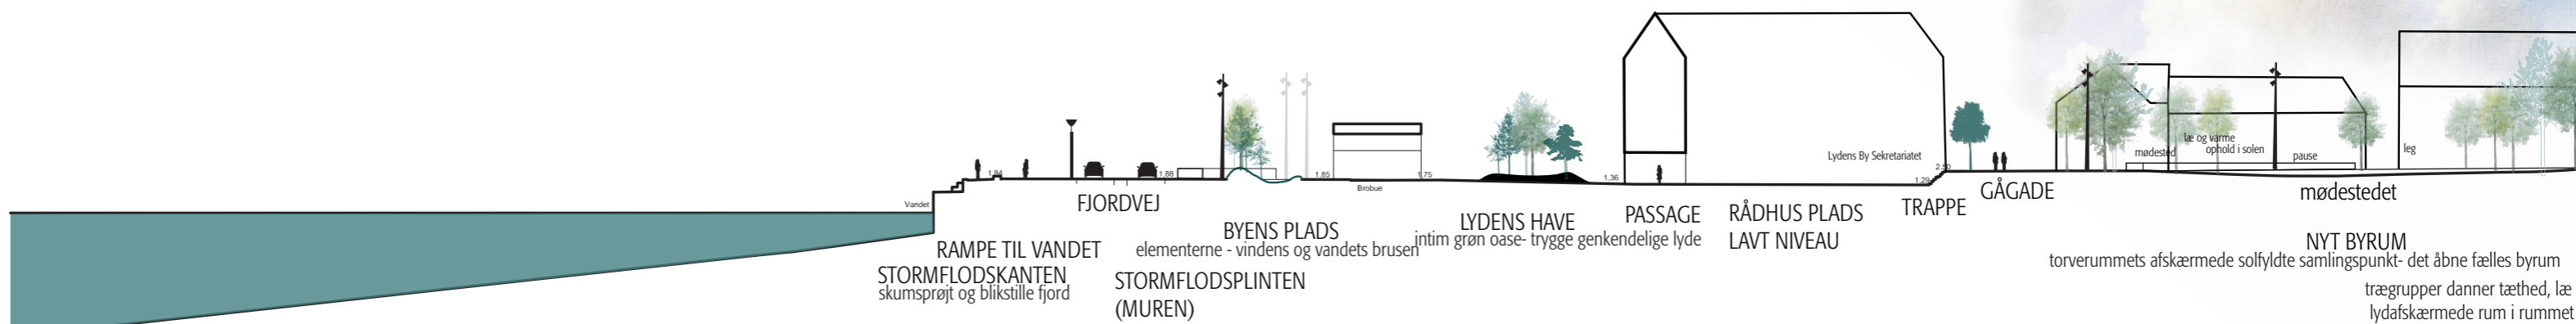 Vandet
1,84
1,88
1,85
Brobue
1,75
1,36
Lydens By Sekretariatet
1,29
2,50
mødested
læ og varme
ophold i solen
pause
leg
FJORDVEJ
RAMPE TIL VANDET
STORMFLODSKANTEN
skumsprøjt og blikstille fjord
BYENS PLADS
elementerne - vindens og vandets brusen
STORMFLODSPLINTEN
(MUREN)
LYDENS HAVE
intim grøn oase- trygge genkendelige lyde
PASSAGE
RÅDHUS PLADS
LAVT NIVEAU
TRAPPE
GÅGADE
mødestedet
NYT BYRUM
torverummets afskærmede solfyldte samlingspunkt- det åbne fælles byrum
trægrupper danner tæthed, læ
lydafskærmede rum i rummet